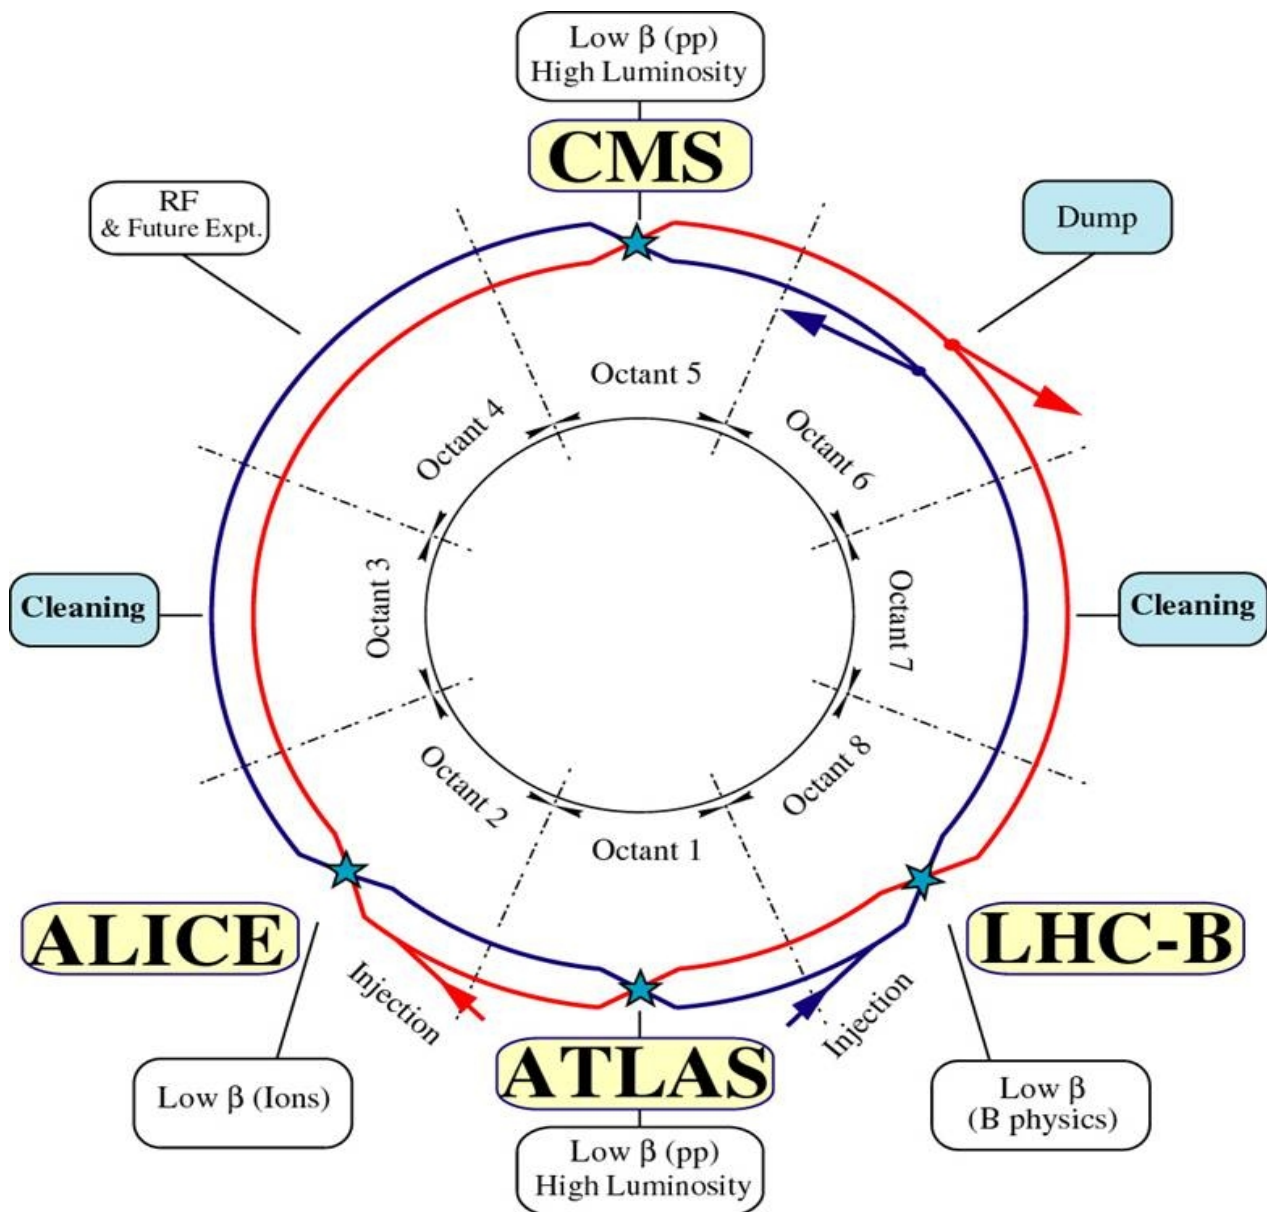 Low β (pp)
High Luminosity
CMS
RF
& Future Expt.
Dump
Octant 5
Octant 4
Octant 6
Cleaning
Octant 3
Octant 7
Cleaning
Octant 2
Octant 8
Octant 1
ALICE
LHC-B
Injection
Injection
ATLAS
Low β (Ions)
Low β
(B physics)
Low β (pp)
High Luminosity